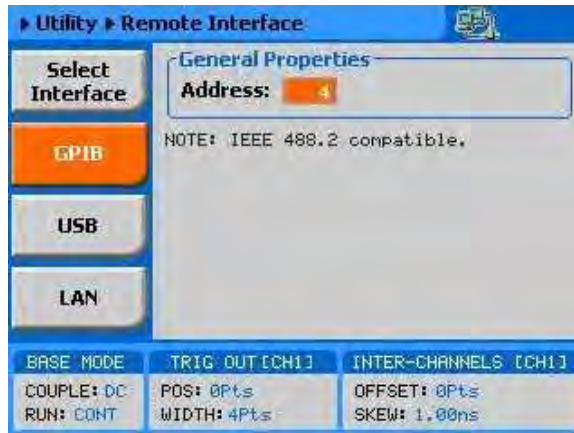 Utility Remote Interface
Select Interface
General Properties
Address: 4
GPIB
NOTE: IEEE 488.2 compatible.
USB
LAN
BASE MODE
COUPLE: DC
RUN: CONT
TRIG OUT [CH1]
POS: 0Pts
WIDTH: 4Pts
INTER-CHANNELS [CH1]
OFFSET: 0Pts
SKEW: 1.00ns